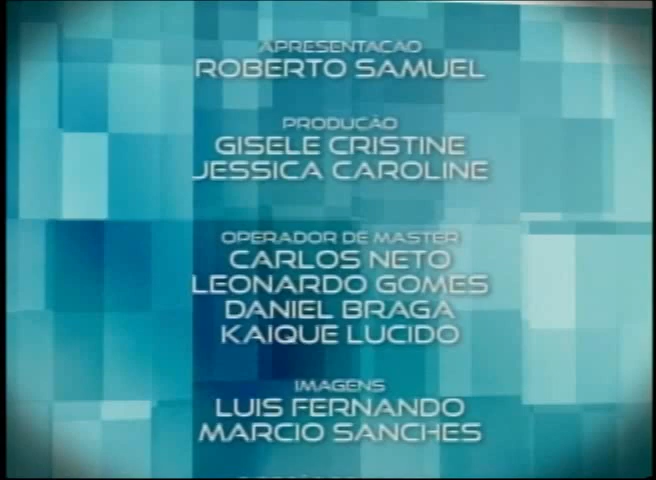 APRESENTACAO
ROBERTO SAMUEL
PRODUÇÃO
GISELE CRISTINE
JESSICA CAROLINE
OPERADOR DE MASTER
CARLOS NETO
LEONARDO GOMES
DANIEL BRAGA
KAIQUE LUCIDO
IMAGENS
LUIS FERNANDO
MARCIO SANCHES